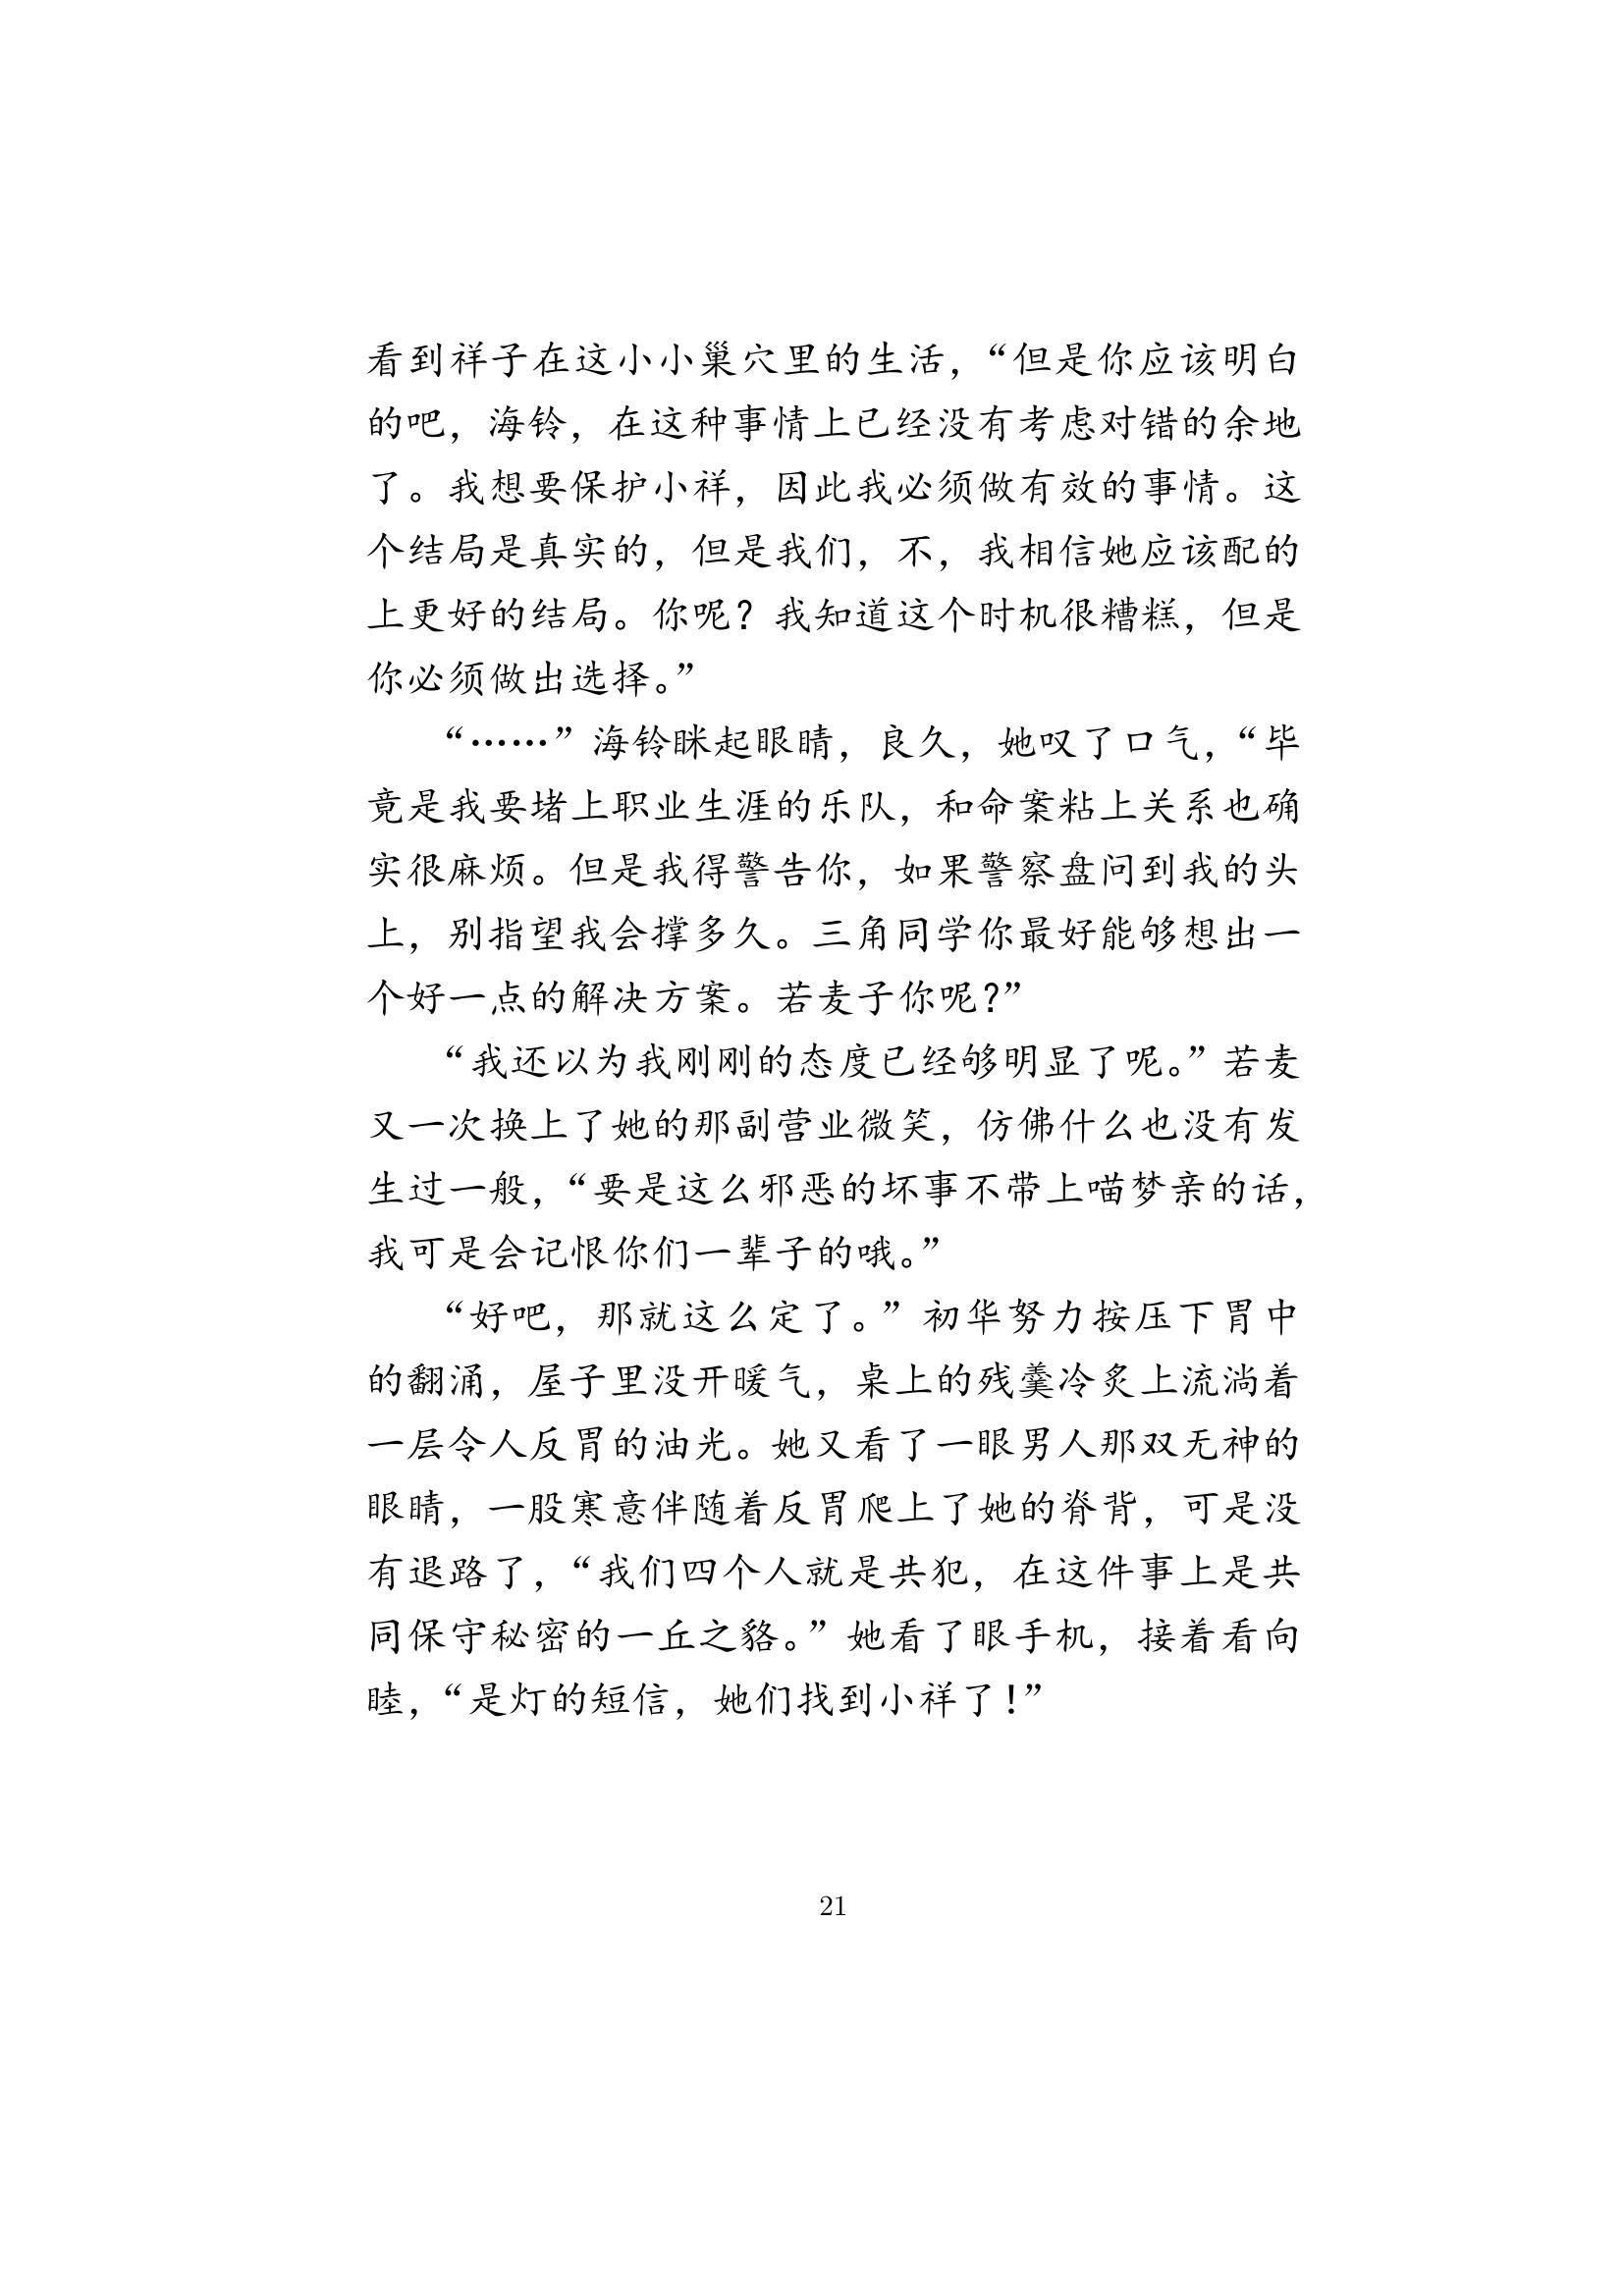 看到祥子在这小小巢穴里的生活，“但是你应该明白
的吧，海铃，在这种事情上已经没有考虑对错的余地
了。我想要保护小祥，因此我必须做有效的事情。这
个结局是真实的，但是我们，不，我相信她应该配的
上更好的结局。你呢？我知道这个时机很糟糕，但是
你必须做出选择。”
“……”海铃眯起眼睛，良久，她叹了口气，“毕
竟是我要堵上职业生涯的乐队，和命案粘上关系也确
实很麻烦。但是我得警告你，如果警察盘问到我的头
上，别指望我会撑多久。三角同学你最好能够想出一
个好一点的解决方案。若麦子你呢？”
“我还以为我刚刚的态度已经够明显了呢。”若麦
又一次换上了她的那副营业微笑，仿佛什么也没有发
生过一般，“要是这么邪恶的坏事不带上喵梦亲的话，
我可是会记恨你们一辈子的哦。”
“好吧，那就这么定了。”初华努力按压下胃中
的翻涌，屋子里没开暖气，桌上的残羹冷炙上流淌着
一层令人反胃的油光。她又看了一眼男人那双无神的
眼睛，一股寒意伴随着反胃爬上了她的脊背，可是没
有退路了，“我们四个人就是共犯，在这件事上是共
同保守秘密的一丘之貉。”她看了眼手机，接着看向
睦，“是灯的短信，她们找到小祥了！”
21